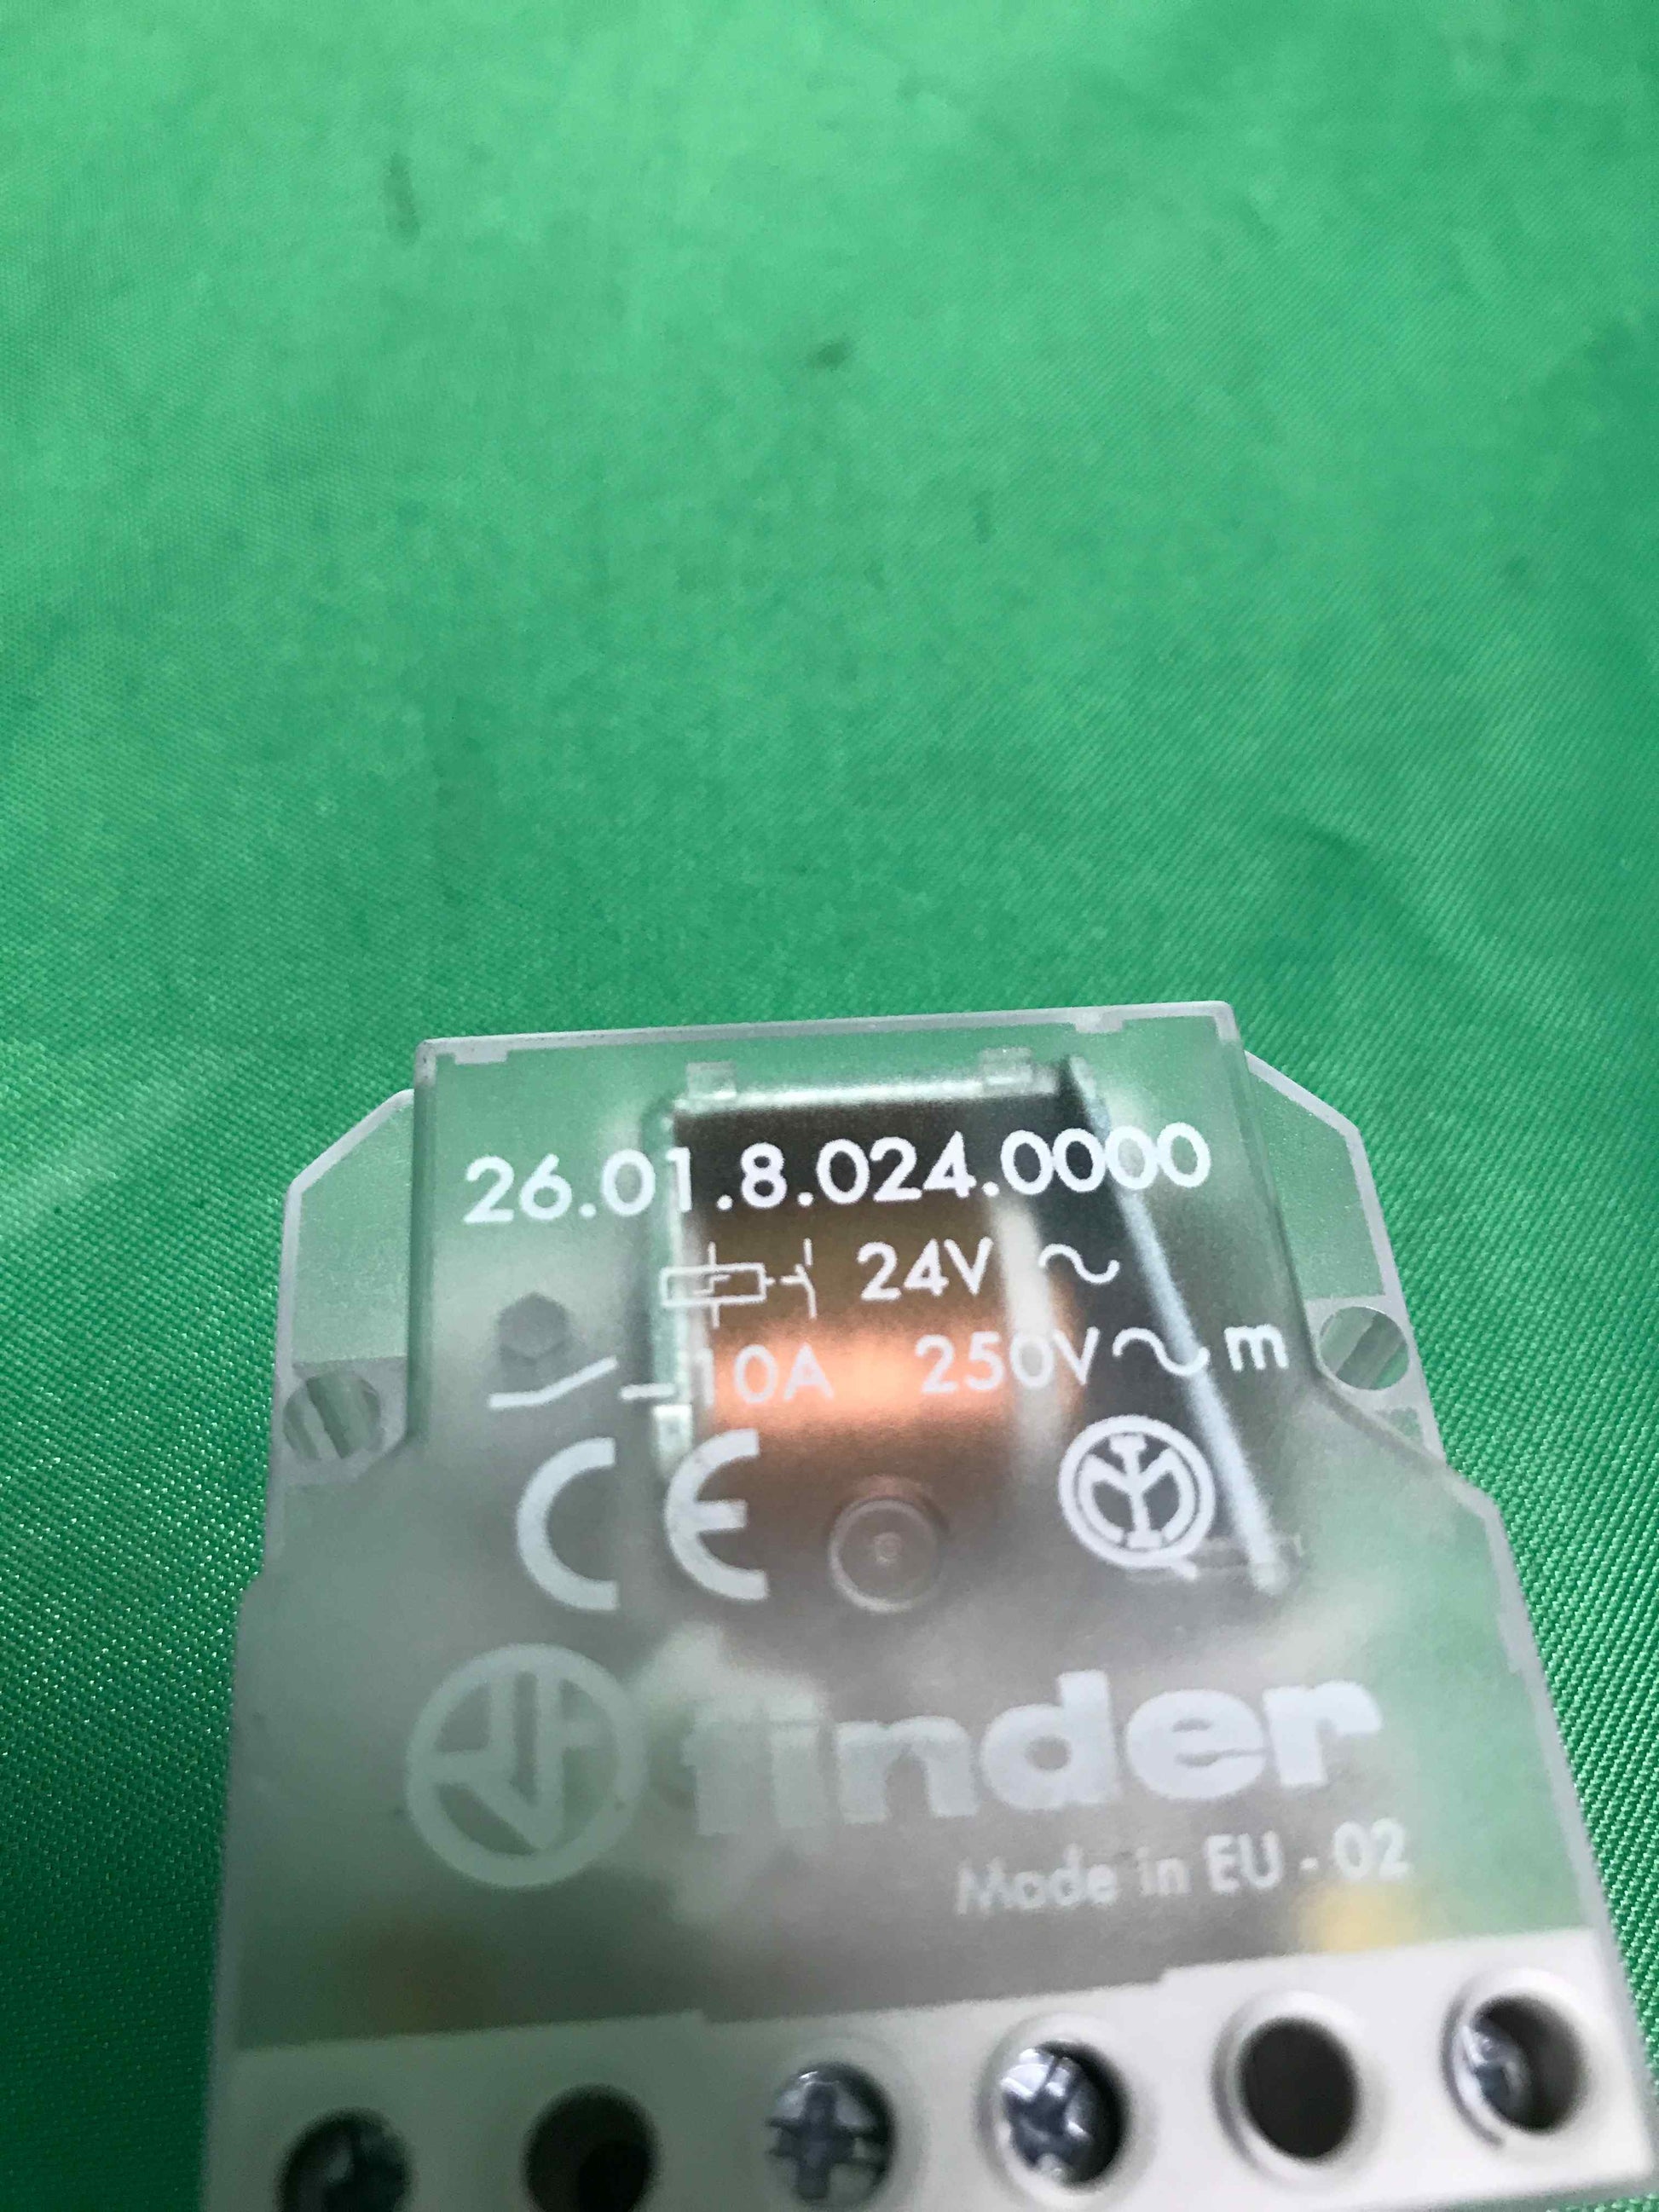 26.01.8.024.0000
24V ~
10A 250V~ m
CE
finder
Made in EU - 02